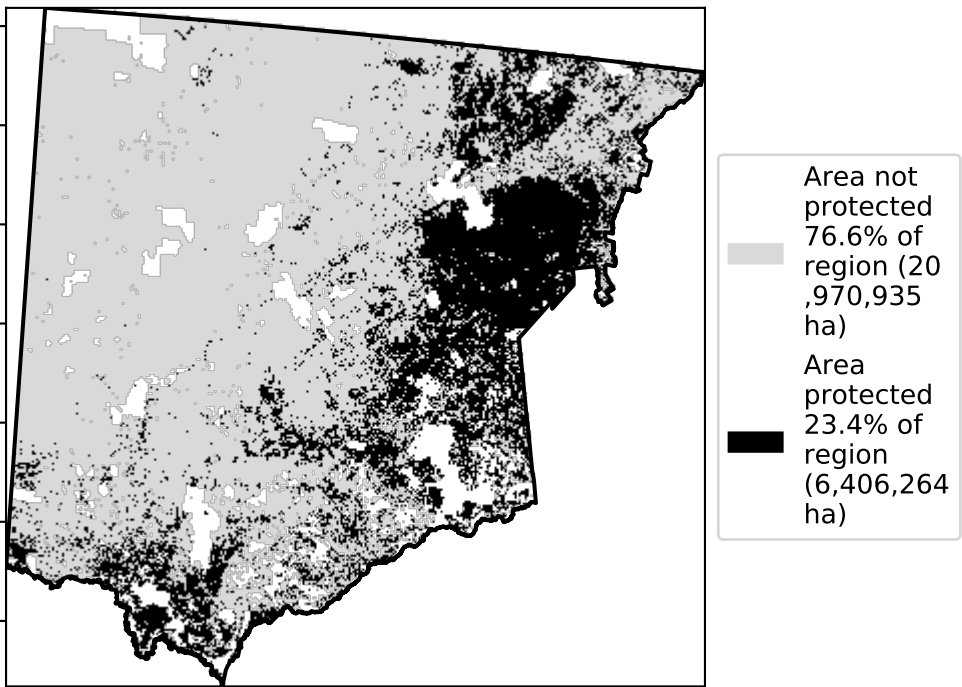 Area not
protected
76.6% of
region (20
,970,935
ha)
Area
protected
23.4% of
region
(6,406,264
ha)